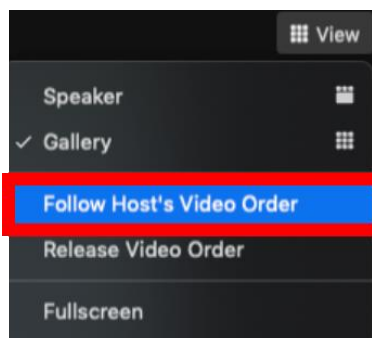 View
Speaker
Gallery
Follow Host's Video Order
Release Video Order
Fullscreen